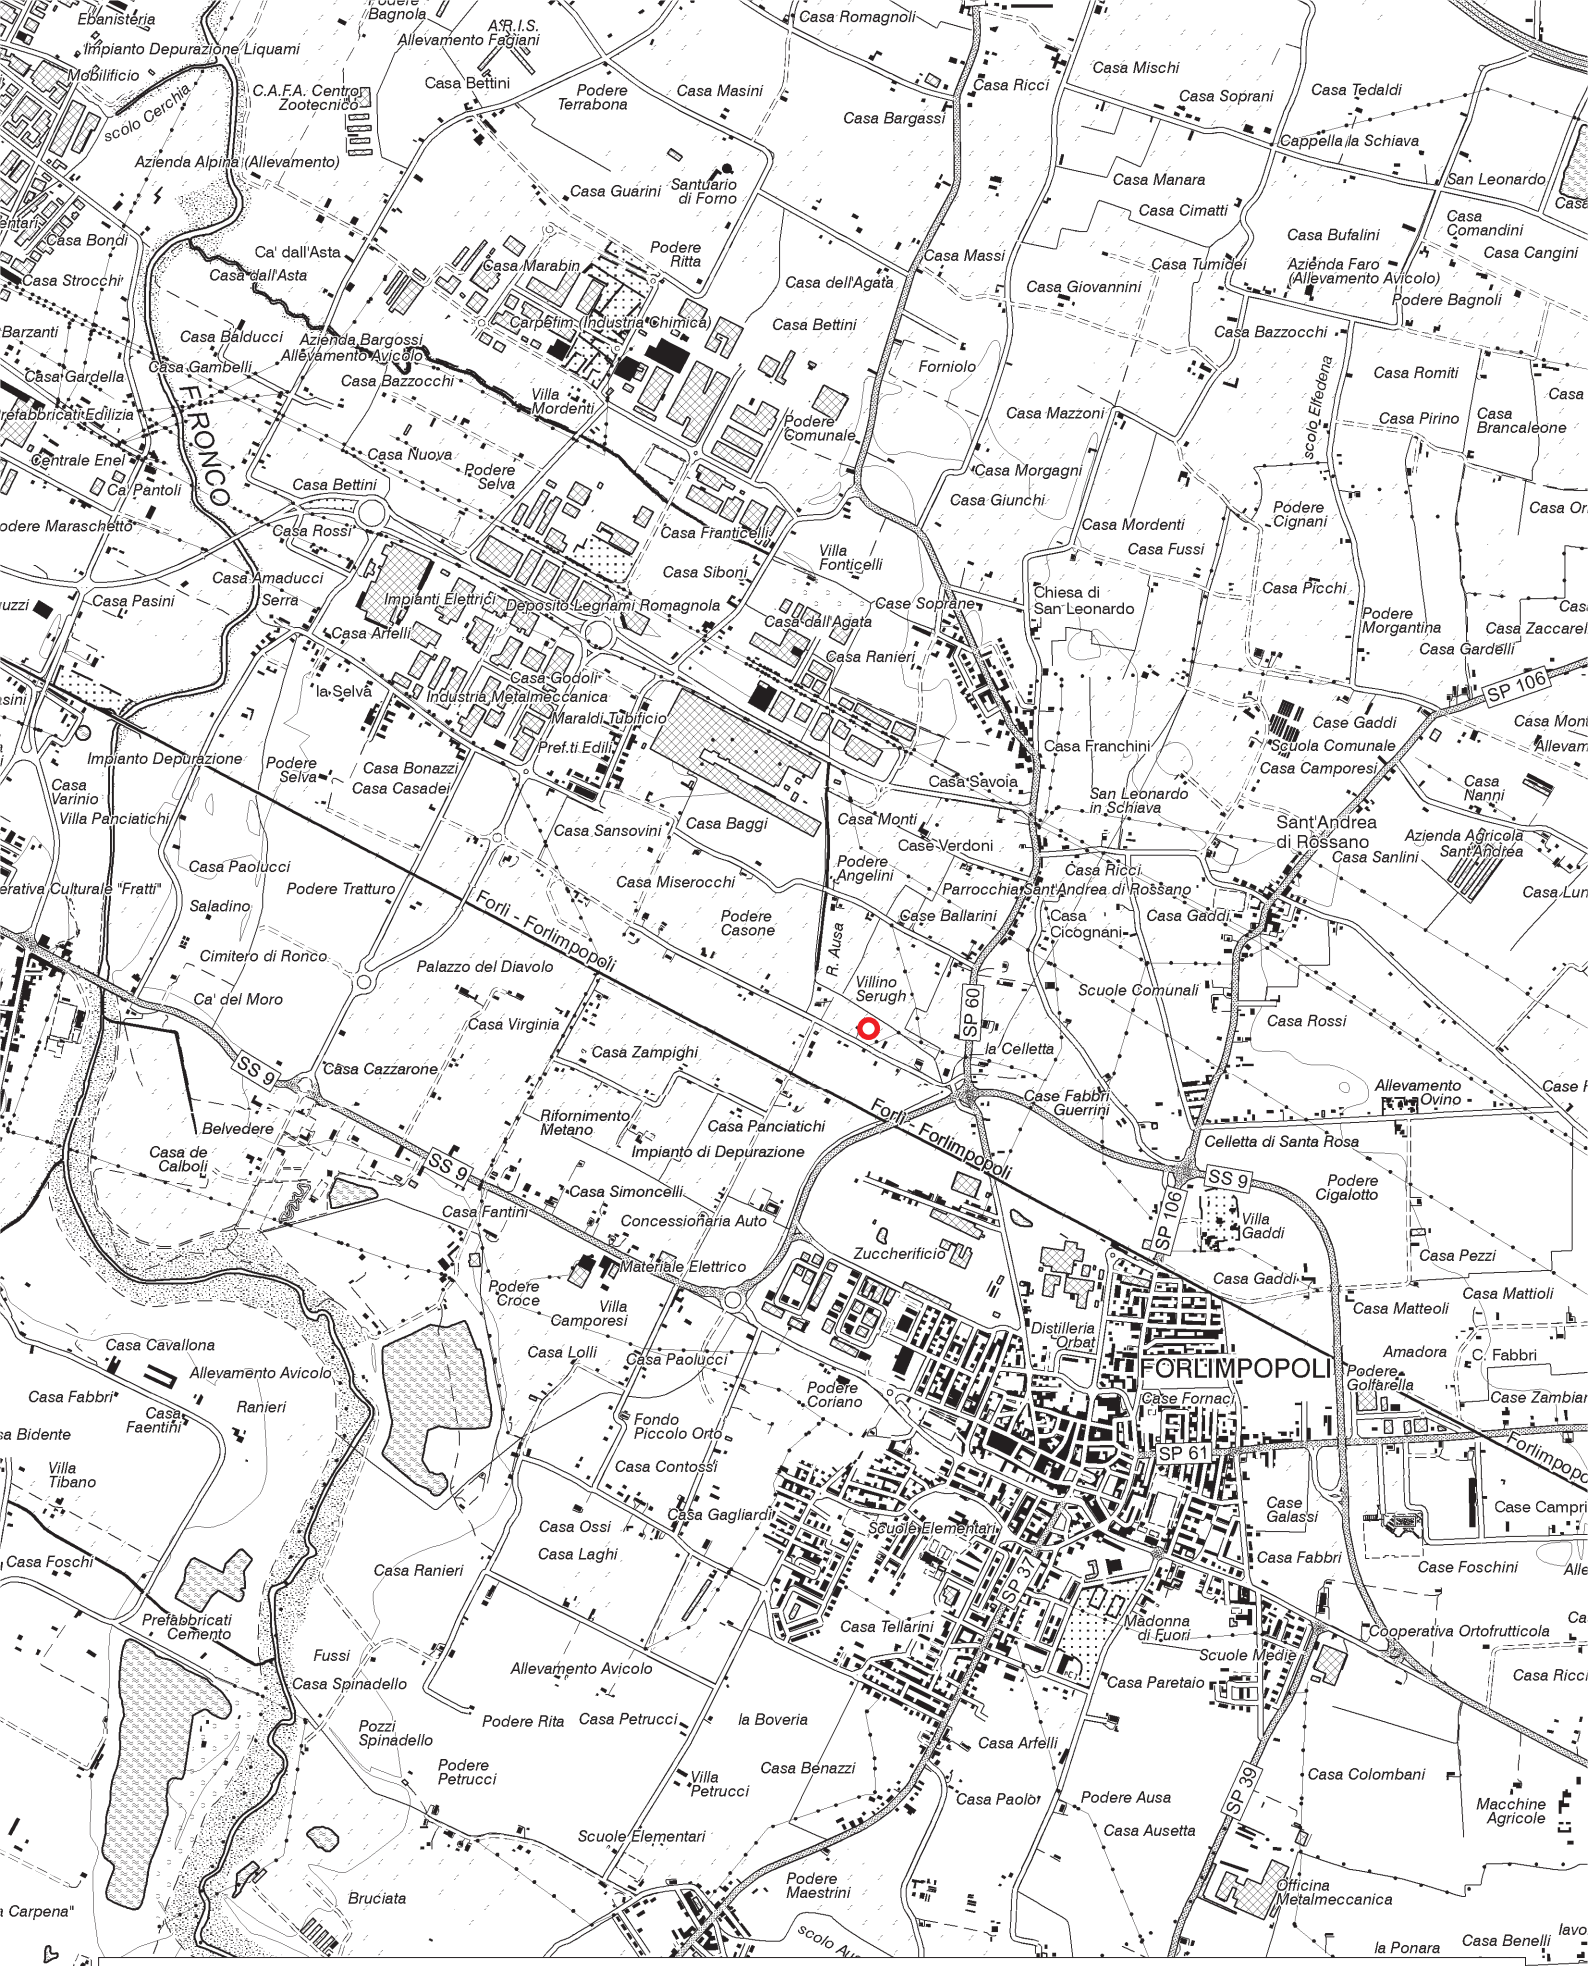 Ebanisteria
Podere
Bagnola
A.R.I.S.
Allevamento Fagiani
Casa Romagnoli
Impianto Depurazione Liquami
Mobilificio
scolo Cerchia
C.A.F.A. Centro
Zootecnico
Casa Bettini
Podere
Terrabona
Casa Masini
Casa Ricci
Casa Bargassi
Casa Mischi
Casa Soprani
Casa Tedaldi
Cappella la Schiava
Azienda Alpina (Allevamento)
Casa Guarini
Santuario
di Forno
Casa Manara
San Leonardo
Casa Cimatti
Casa
Comandini
Casa Bondi
Ca' dall'Asta
Casa dall'Asta
Casa Marabin
Podere
Ritta
Casa Massi
Casa Bufalini
Casa Cangini
Casa Strocchi
Casa dell'Agata
Casa Giovannini
Casa Tumidei
Azienda Faro
(Allevamento Avicolo)
Podere Bagnoli
Barzanti
Casa Balducci
Azienda Bargossi
Allevamento Avicolo
Carpefim (Industria Chimica)
Casa Bettini
Casa Bazzocchi
Casa Gardella
Casa Gambelli
Casa Bazzocchi
Forniolo
scolo Elfedena
Casa Romiti
Casa
Prefabbricati Edilizia
F. RONCO
Villa
Mordenti
Podere
Comunale
Casa Mazzoni
Casa Pirino
Casa
Brancaleone
Centrale Enel
Casa Nuova
Podere
Selva
Casa Morgagni
Ca' Pantoli
Casa Bettini
Casa Giunchi
Podere
Cignani
Podere Maraschetto
Casa Rossi
Casa Franticelli
Villa
Fonticelli
Casa Mordenti
Casa Fussi
Casa Amaducci
Casa Siboni
Casa Picchi
Casa Pasini
Serra
Impianti Elettrici
Deposito Legnami Romagnola
Case Soprane
Chiesa di
San Leonardo
Podere
Morgantina
Casa Arfelli
Casa dall'Agata
Casa Ranieri
Casa Gardelli
la Selva
Casa Godoli
Industria Metalmeccanica
SP 106
Maraldi Tubificio
Pref.ti Edili
Case Gaddi
Scuola Comunale
Casa Camporesi
Impianto Depurazione
Podere
Selva
Casa Bonazzi
Casa Casadei
Casa Franchini
Casa Savoia
Casa
Varinio
Villa Panciatichi
San Leonardo
in Schiava
Casa
Nanni
Casa Sansovini
Casa Baggi
Casa Monti
Case Verdoni
Sant'Andrea
di Rossano
Azienda Agricola
Sant'Andrea
Casa Sanlini
Casa Paolucci
Podere
Angelini
Casa Ricci
Cooperativa Culturale "Fratti"
Podere Tratturo
Casa Miserocchi
Parrocchia Sant'Andrea di Rossano
Saladino
Forlì - Forlimpopoli
Podere
Casone
Case Ballarini
Casa
Cicognani
Casa Gaddi
R. Ausa
Cimitero di Ronco
Palazzo del Diavolo
Ca' del Moro
Villino
Serugh
SP 60
Scuole Comunali
Casa Virginia
Casa Rossi
SS 9
Casa Cazzarone
Casa Zampighi
la Celletta
Case Fabbri
Guerrini
Allevamento
Ovino
Belvedere
Rifornimento
Metano
Casa Panciatichi
Impianto di Depurazione
Forlì - Forlimpopoli
Celletta di Santa Rosa
Casa de
Calboli
SS 9
Casa Simoncelli
SS 9
Podere
Cigalotto
Casa Fantini
Concessionaria Auto
SP 106
Villa
Gaddi
Zuccherificio
Casa Pezzi
Materiale Elettrico
Podere
Croce
Villa
Camporesi
Casa Gaddi
Casa Matteoli
Casa Mattioli
Casa Cavallona
Casa Lolli
Casa Paolucci
Distilleria
Orbat
FORLIMPOPOLI
Amadora
C. Fabbri
Allevamento Avicolo
Podere
Golfarella
Casa Fabbri
Casa
Faentini
Ranieri
Podere
Coriano
Case Fornaci
Fondo
Piccolo Orto
SP 61
Villa
Tibano
Casa Contossi
Casa Gagliardi
Case
Galassi
Casa Ossi
Casa Laghi
Scuole Elementari
Casa Foschi
Casa Ranieri
SP 37
Casa Fabbri
Case Foschini
Prefabbricati
Cemento
Casa Tellarini
Madonna
di Fuori
Cooperativa Ortofrutticola
Fussi
Casa Spinadello
Allevamento Avicolo
Scuole Medie
Casa Paretaio
Casa Ricci
Podere Rita
Casa Petrucci
la Boveria
Pozzi
Spinadello
Casa Arfelli
Podere
Petrucci
Casa Benazzi
Villa
Petrucci
Casa Colombani
SP 39
Casa Paolo'
Podere Ausa
Macchine
Agricole
Scuole Elementari
Casa Ausetta
Podere
Maestrini
Officina
Metalmeccanica
Bruciata
la Ponara
Casa Benelli